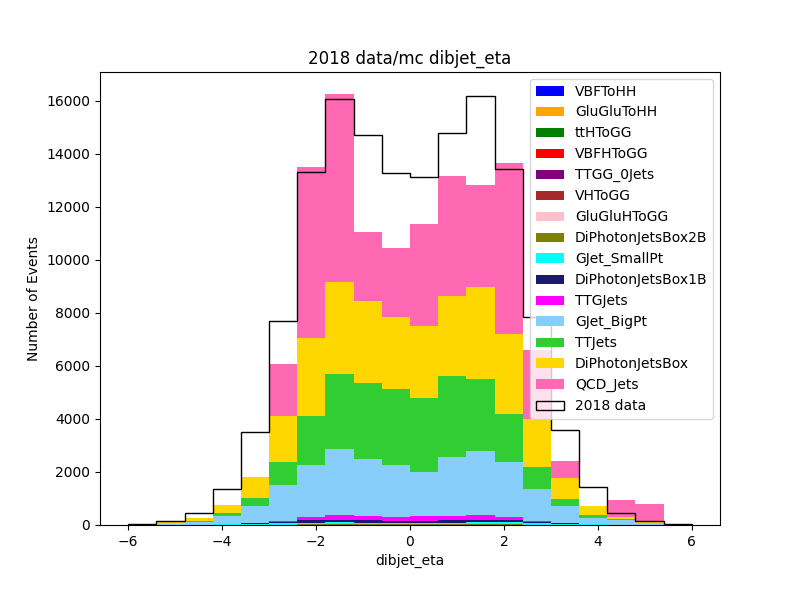 2018 data/mc dibjet_eta
Number of Events
16000
14000
12000
10000
8000
6000
4000
2000
0
−6
−4
−2
0
2
4
6
dibjet_eta
VBFToHH
GluGluToHH
ttHToGG
VBFHToGG
TTGG_0Jets
VHToGG
GluGluHToGG
DiPhotonJetsBox2B
GJet_SmallPt
DiPhotonJetsBox1B
TTGJets
GJet_BigPt
TTJets
DiPhotonJetsBox
QCD_Jets
2018 data